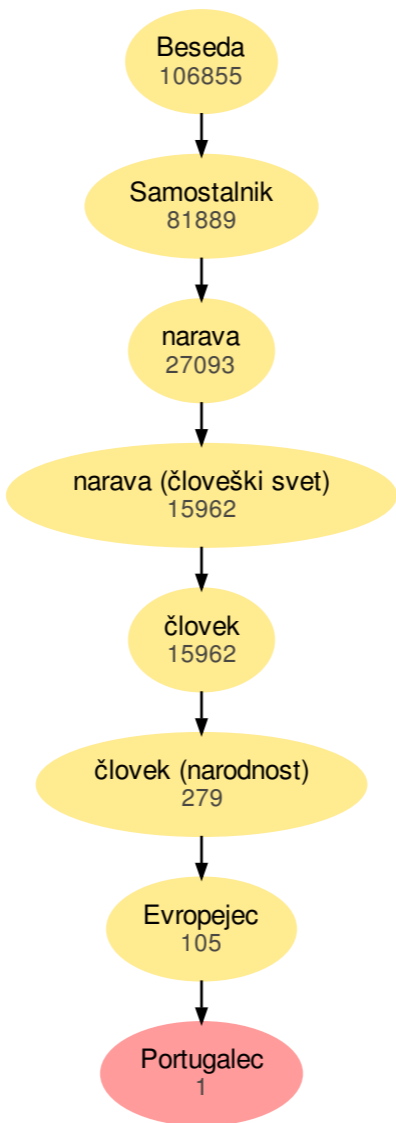 Beseda
106855
Samostalnik
81889
narava
27093
narava (človeški svet)
15962
človek
15962
človek (narodnost)
279
Evropejec
105
Portugalec
1